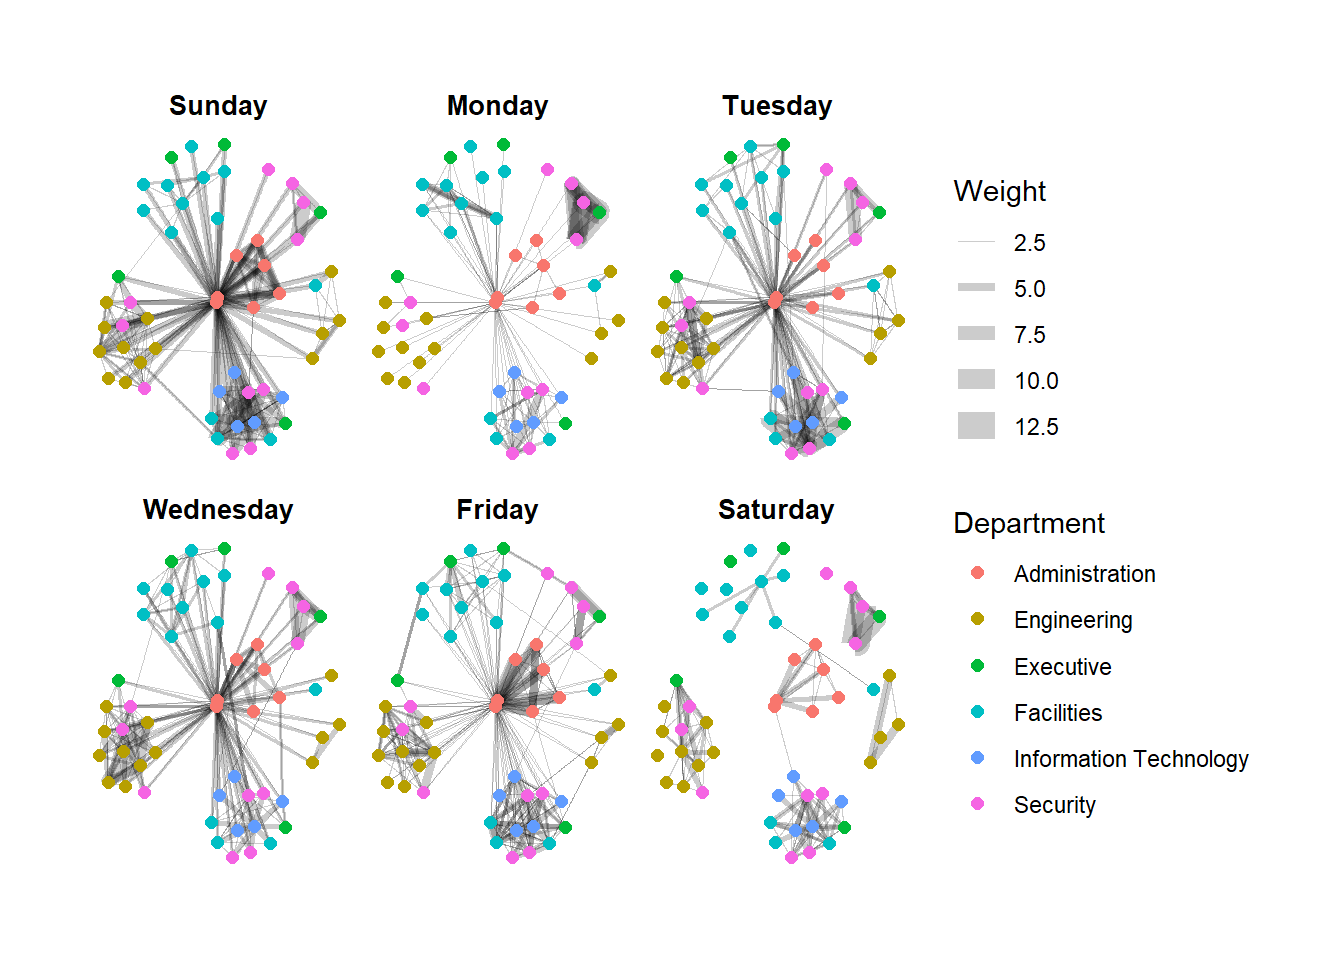 Sunday
Monday
Tuesday
Wednesday
Friday
Saturday
Weight
2.5
5.0
7.5
10.0
12.5
Department
Administration
Engineering
Executive
Facilities
Information Technology
Security